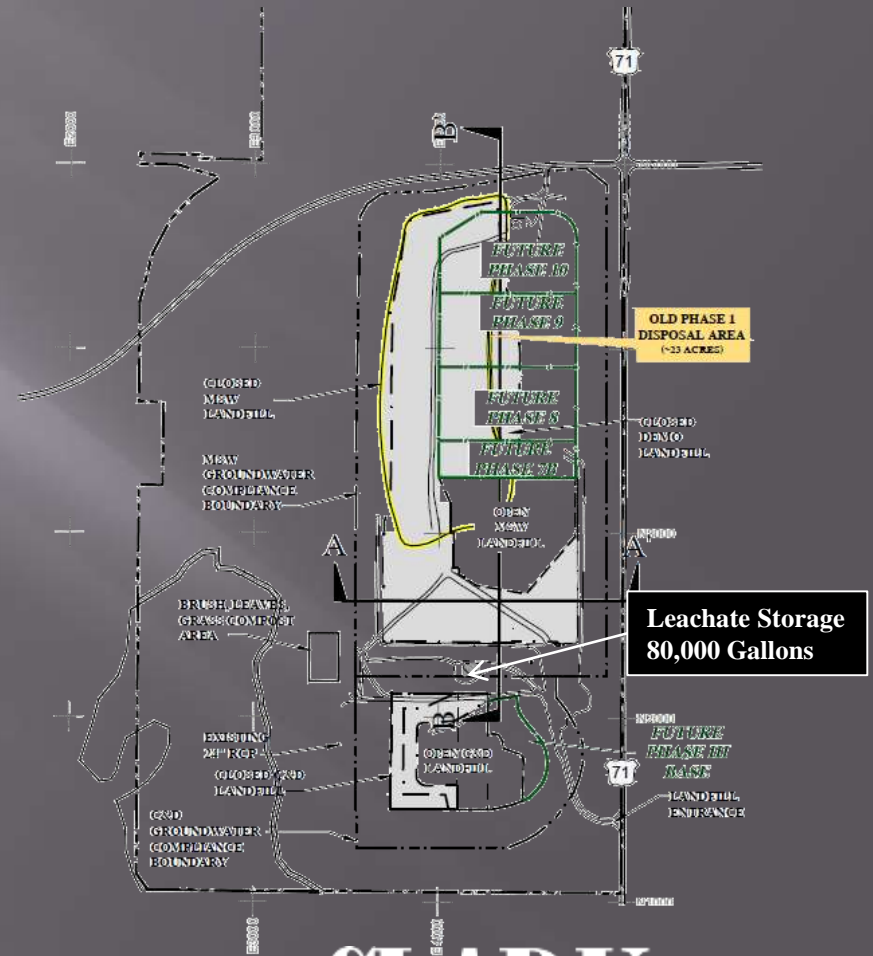 71
B
FUTURE
PHASE 10
FUTURE
PHASE 9
OLD PHASE 1
DISPOSAL AREA
(~23 ACRES)
CLOSED
MSW
LANDFILL
FUTURE
PHASE 8
CLOSED
DEMO
LANDFILL
FUTURE
MSW
GROUNDWATER
COMPLIANCE
BOUNDARY
OPEN
MSW
LANDFILL
A
A
BRUSH, LEAVES,
GRASS COMPOST
AREA
Leachate Storage
80,000 Gallons
B
EXISTING
24" RCP
OPEN C&D
LANDFILL
FUTURE
PHASE III
BASE
71
CLOSED C&D
LANDFILL
LANDFILL
ENTRANCE
C&D
GROUNDWATER
COMPLIANCE
BOUNDARY
N1000